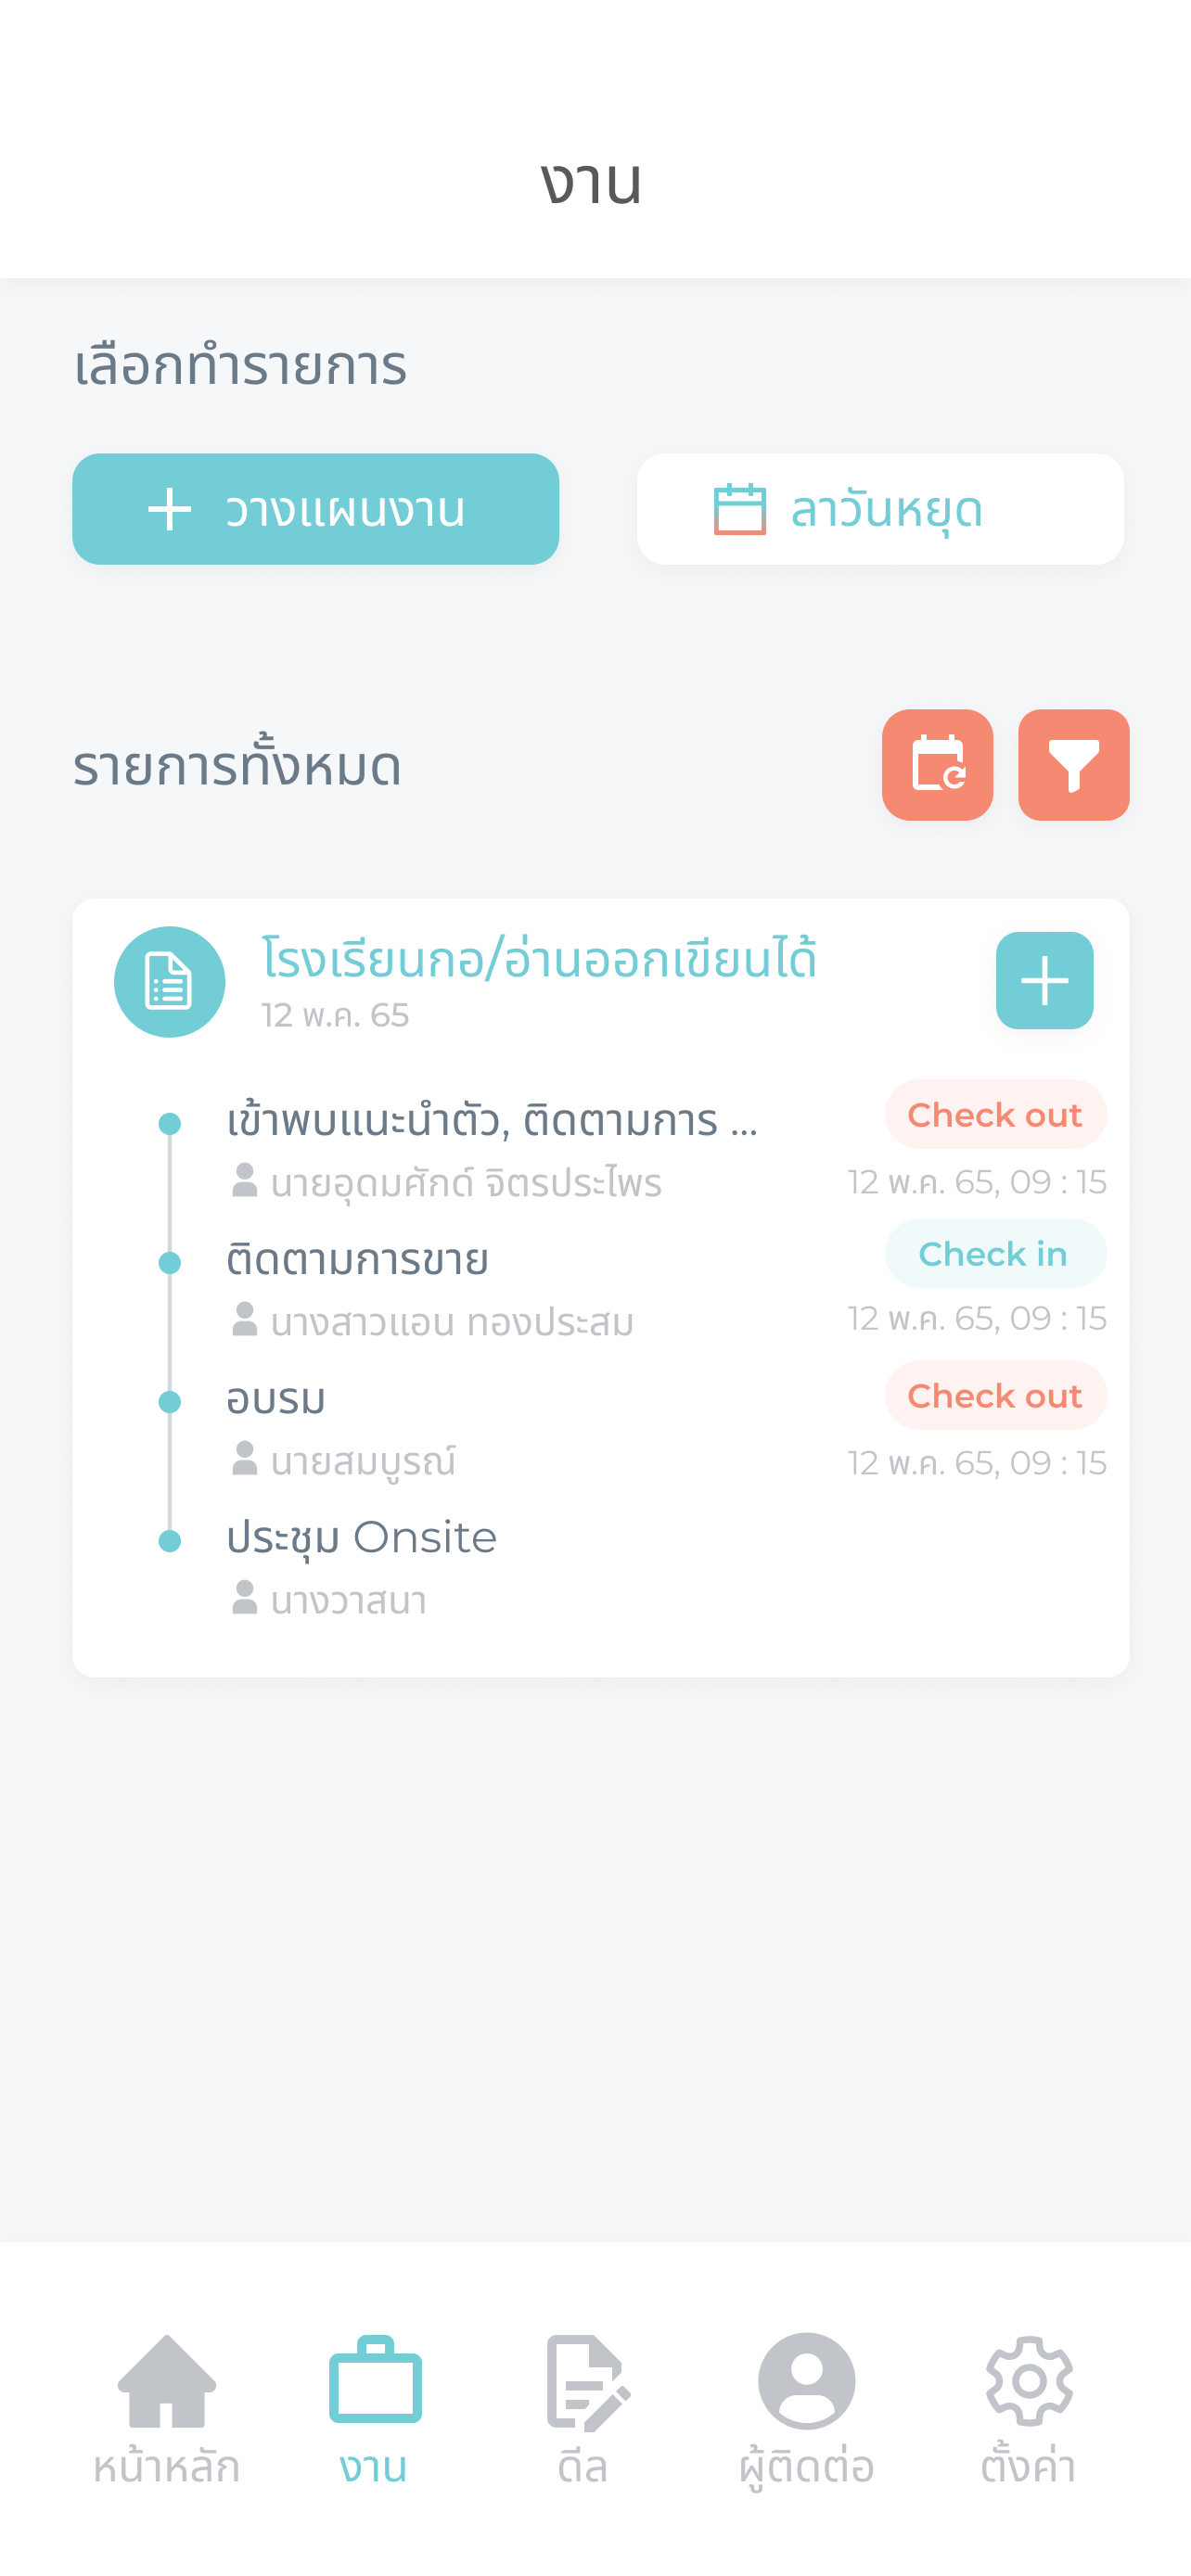 งาน
เลือกทำรายการ
วางแผนงาน
ลาวันหยุด
รายการทั้งหมด
โรงเรียนกอ/อ่านออกเขียนได้
12 พ.ค. 65
เข้าพบแนะนำตัว, ติดตามการ ...
Check out
นายอุดมศักด์ จิตรประไพร
12 พ.ค. 65, 09 : 15
ติดตามการขาย
Check in
นางสาวแอน ทองประสม
12 พ.ค. 65, 09 : 15
อบรม
Check out
นายสมบูรณ์
12 พ.ค. 65, 09 : 15
ประชุม Onsite
นางวาสนา
หน้าหลัก
งาน
ดีล
ผู้ติดต่อ
ตั้งค่า